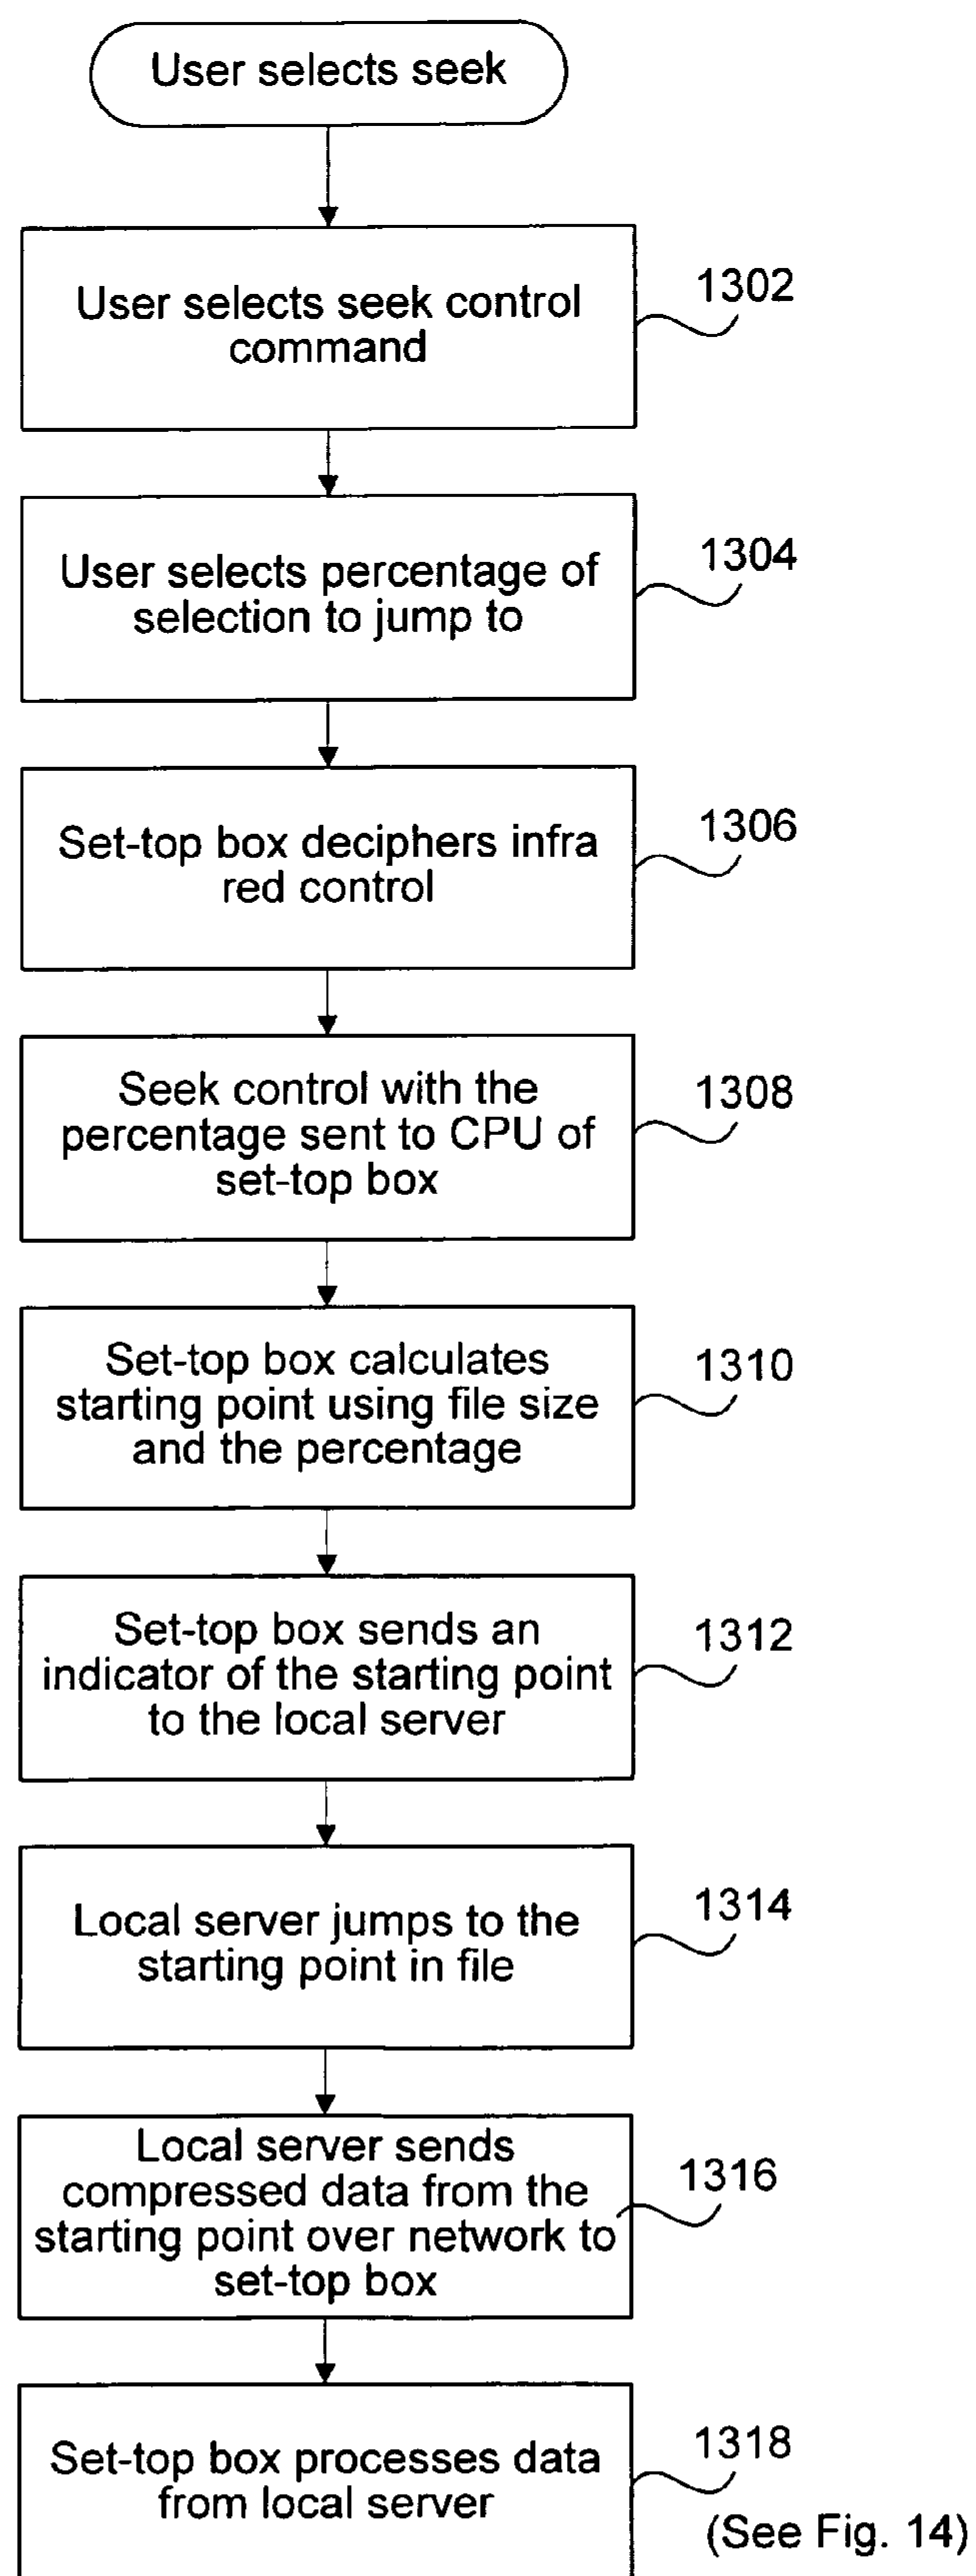 User selects seek
User selects seek control
command
1302
User selects percentage of
selection to jump to
1304
Set-top box deciphers infra
red control
1306
Seek control with the
percentage sent to CPU of
set-top box
1308
Set-top box calculates
starting point using file size
and the percentage
1310
Set-top box sends an
indicator of the starting point
to the local server
1312
Local server jumps to the
starting point in file
1314
Local server sends
compressed data from the
starting point over network to
set-top box
1316
Set-top box processes data
from local server
1318
(See Fig. 14)